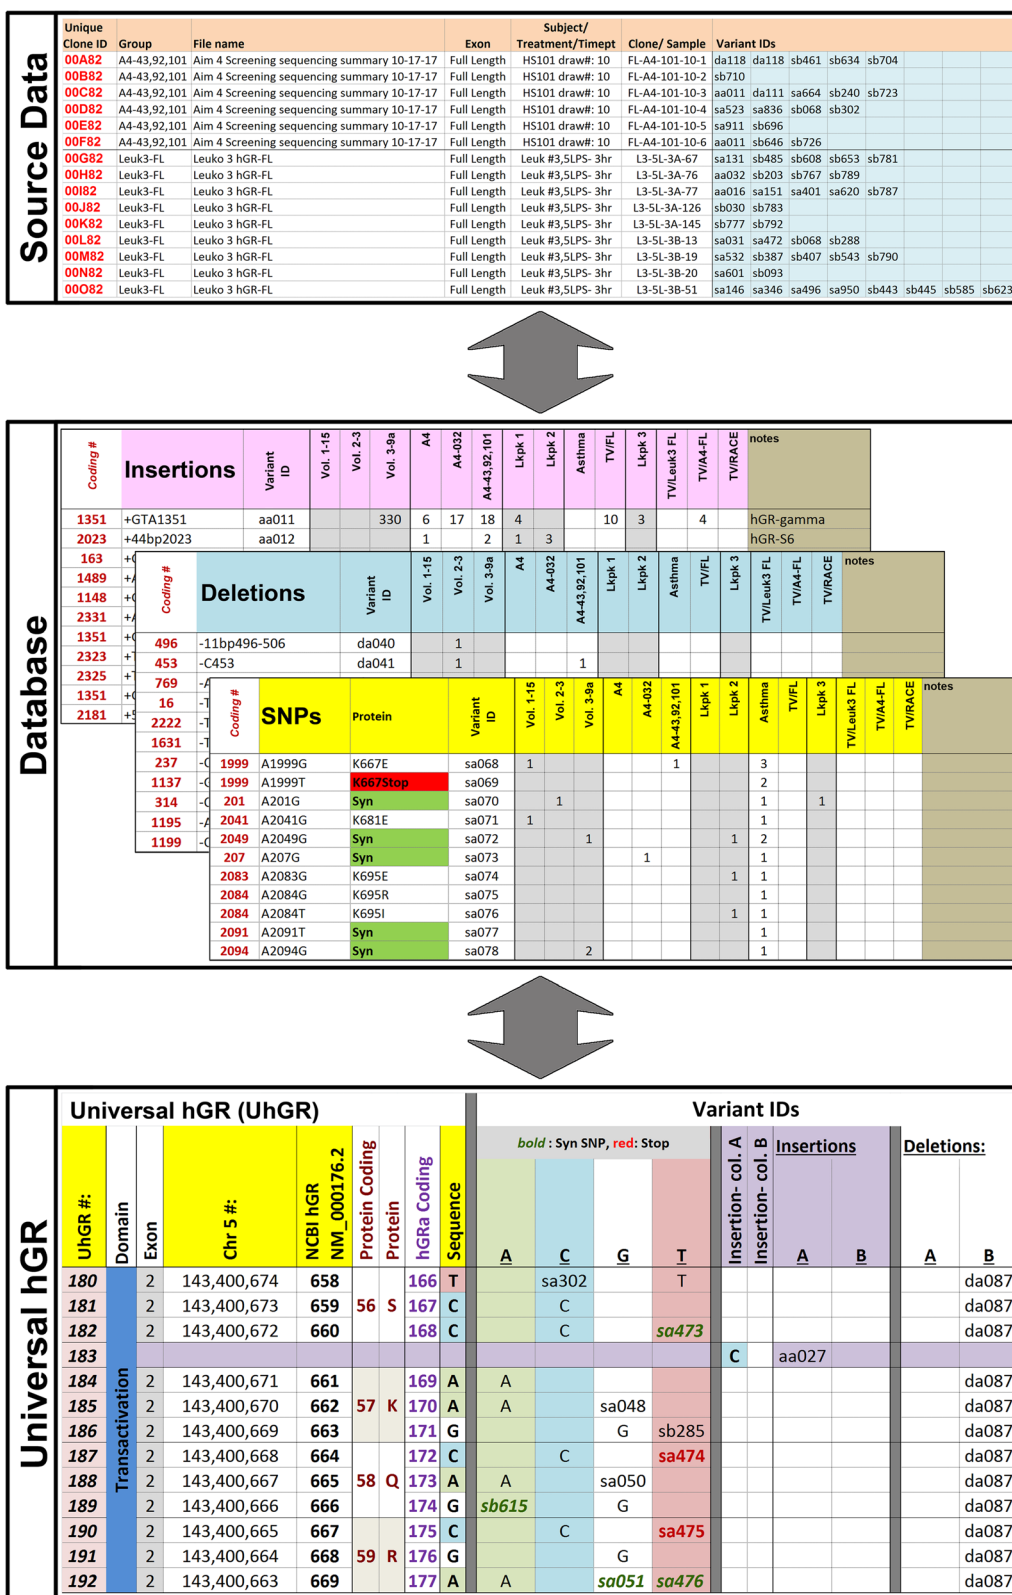 Source Data
Unique Clone ID Group File name Exon Subject/ Treatment/Timept Clone/ Sample Variant IDs
00A82 A4-43,92,101 Aim 4 Screening sequencing summary 10-17-17 Full Length HS101 draw#: 10 FL-A4-101-10-1 da118 da118 sb461 sb634 sb704
00B82 A4-43,92,101 Aim 4 Screening sequencing summary 10-17-17 Full Length HS101 draw#: 10 FL-A4-101-10-2 sb710
00C82 A4-43,92,101 Aim 4 Screening sequencing summary 10-17-17 Full Length HS101 draw#: 10 FL-A4-101-10-3 aa011 da111 sa664 sb240 sb723
00D82 A4-43,92,101 Aim 4 Screening sequencing summary 10-17-17 Full Length HS101 draw#: 10 FL-A4-101-10-4 sa523 sa836 sb068 sb302
00E82 A4-43,92,101 Aim 4 Screening sequencing summary 10-17-17 Full Length HS101 draw#: 10 FL-A4-101-10-5 sa911 sb696
00F82 A4-43,92,101 Aim 4 Screening sequencing summary 10-17-17 Full Length HS101 draw#: 10 FL-A4-101-10-6 aa011 sb646 sb726
00G82 Leuk3-FL Leuko 3 hGR-FL Full Length Leuk #3,5LPS- 3hr L3-5L-3A-67 sa131 sb485 sb608 sb653 sb781
00H82 Leuk3-FL Leuko 3 hGR-FL Full Length Leuk #3,5LPS- 3hr L3-5L-3A-76 aa032 sb203 sb767 sb789
00I82 Leuk3-FL Leuko 3 hGR-FL Full Length Leuk #3,5LPS- 3hr L3-5L-3A-77 aa016 sa151 sa401 sa620 sb787
00J82 Leuk3-FL Leuko 3 hGR-FL Full Length Leuk #3,5LPS- 3hr L3-5L-3A-126 sb030 sb783
00K82 Leuk3-FL Leuko 3 hGR-FL Full Length Leuk #3,5LPS- 3hr L3-5L-3A-145 sb777 sb792
00L82 Leuk3-FL Leuko 3 hGR-FL Full Length Leuk #3,5LPS- 3hr L3-5L-3B-13 sa031 sa472 sb068 sb288
00M82 Leuk3-FL Leuko 3 hGR-FL Full Length Leuk #3,5LPS- 3hr L3-5L-3B-19 sa532 sb387 sb407 sb543 sb790
00N82 Leuk3-FL Leuko 3 hGR-FL Full Length Leuk #3,5LPS- 3hr L3-5L-3B-20 sa601 sb093
00O82 Leuk3-FL Leuko 3 hGR-FL Full Length Leuk #3,5LPS- 3hr L3-5L-3B-51 sa146 sa346 sa496 sa950 sb443 sb445 sb585 sb623
Database
Coding # Insertions Variant ID Vol. 1-15 Vol. 2-3 Vol. 3-9a A4 A4-032 A4-43,92,101 Lkpk 1 Lkpk 2 Asthma TV/FL Lkpk 3 TV/Leuk3 FL TV/A4-FL TV/RACE notes
1351 +GTA1351 aa011 330 6 17 18 4 10 3 4 hGR-gamma
2023 +44bp2023 aa012 1 2 1 3 hGR-S6
163
1489
1148
2331
1351
2323
2325
1351
2181
Coding # Deletions Variant ID Vol. 1-15 Vol. 2-3 Vol. 3-9a A4 A4-032 A4-43,92,101 Lkpk 1 Lkpk 2 Asthma TV/FL Lkpk 3 TV/Leuk3 FL TV/A4-FL TV/RACE notes
496 -11bp496-506 da040 1
453 -C453 da041 1 1
769
16
2222
1631
237
1137
314
1195
1199
Coding # SNPs Protein Variant ID Vol. 1-15 Vol. 2-3 Vol. 3-9a A4 A4-032 A4-43,92,101 Lkpk 1 Lkpk 2 Asthma TV/FL Lkpk 3 TV/Leuk3 FL TV/A4-FL TV/RACE notes
1999 A1999G K667E sa068 1 1 3
1999 A1999T K667Stop sa069 2
201 A201G Syn sa070 1 1 1
2041 A2041G K681E sa071 1 1
2049 A2049G Syn sa072 1 1 2
207 A207G Syn sa073 1 1
2083 A2083G K695E sa074 1 1
2084 A2084G K695R sa075 1
2084 A2084T K695I sa076 1 1
2091 A2091T Syn sa077 1
2094 A2094G Syn sa078 2 1
Universal hGR
Universal hGR (UhGR) Variant IDs
bold : Syn SNP, red: Stop
UhGR #: Domain Exon Chr 5 #: NCBI hGR NM_000176.2 Protein Coding Protein hGRa Coding Sequence A C G T Insertion- col. A Insertion- col. B Insertions A B Deletions: A B
Transactivation
180 2 143,400,674 658 166 T sa302 T da087
181 2 143,400,673 659 56 S 167 C C da087
182 2 143,400,672 660 168 C C sa473 da087
183 C aa027
184 2 143,400,671 661 169 A A da087
185 2 143,400,670 662 57 K 170 A A sa048 da087
186 2 143,400,669 663 171 G G sb285 da087
187 2 143,400,668 664 172 C C sa474 da087
188 2 143,400,667 665 58 Q 173 A A sa050 da087
189 2 143,400,666 666 174 G sb615 G da087
190 2 143,400,665 667 175 C C sa475 da087
191 2 143,400,664 668 59 R 176 G G da087
192 2 143,400,663 669 177 A A sa051 sa476 da087